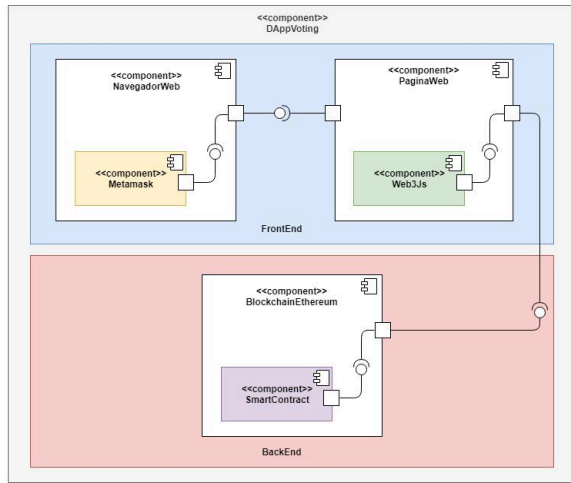 <<component>>
DAppVoting
<<component>>
NavegadorWeb
<<component>>
PaginaWeb
<<component>>
Metamask
<<component>>
Web3Js
FrontEnd
<<component>>
BlockchainEthereum
<<component>>
SmartContract
BackEnd